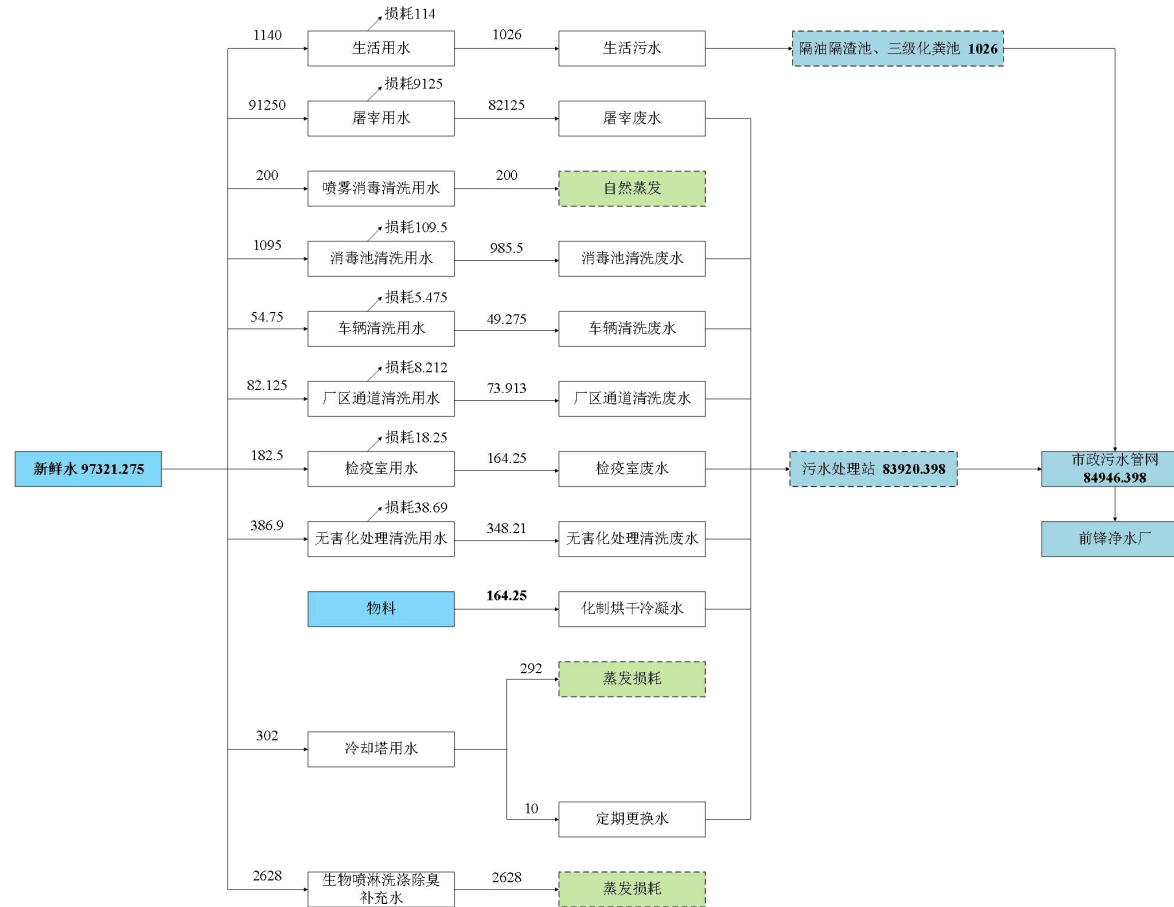 损耗114
1140
生活用水
1026
生活污水
隔油隔渣池、三级化粪池 1026
损耗9125
91250
屠宰用水
82125
屠宰废水
200
喷雾消毒清洗用水
200
自然蒸发
损耗109.5
1095
消毒池清洗用水
985.5
消毒池清洗废水
损耗5.475
54.75
车辆清洗用水
49.275
车辆清洗废水
损耗8.212
82.125
厂区通道清洗用水
73.913
厂区通道清洗废水
新鲜水 97321.275
损耗18.25
182.5
检疫室用水
164.25
检疫室废水
污水处理站 83920.398
市政污水管网
84946.398
损耗38.69
386.9
无害化处理清洗用水
348.21
无害化处理清洗废水
前锋净水厂
物料
164.25
化制烘干冷凝水
292
蒸发损耗
302
冷却塔用水
10
定期更换水
2628
生物喷淋洗涤除臭
补充水
2628
蒸发损耗